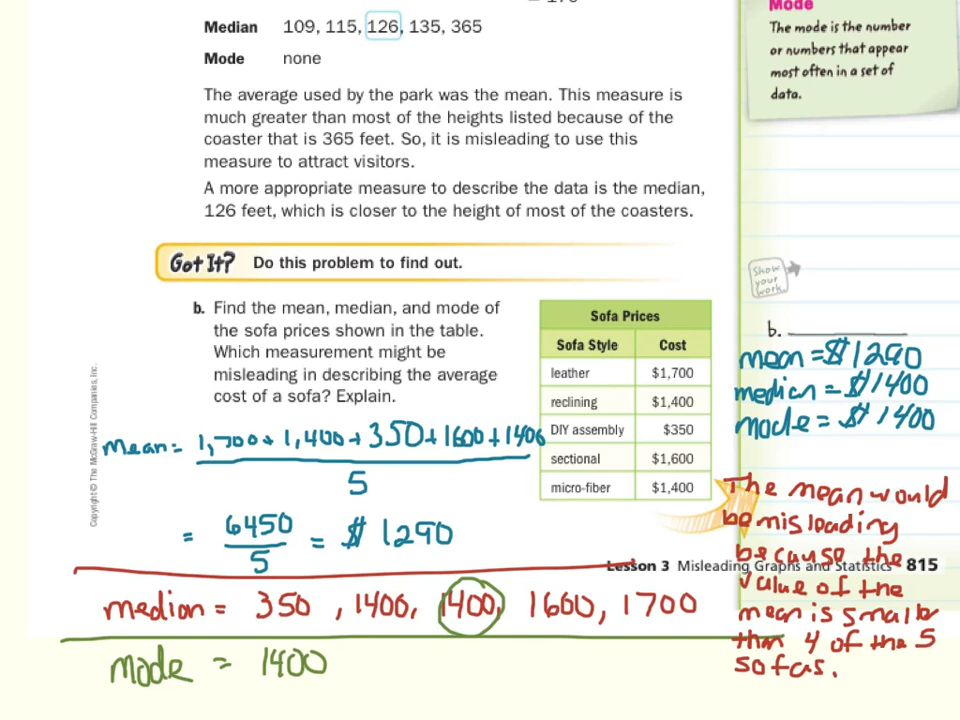 Mode
The mode is the number
or numbers that appear
most often in a set of
data.
Median 109, 115, 126, 135, 365
Mode none
The average used by the park was the mean. This measure is
much greater than most of the heights listed because of the
coaster that is 365 feet. So, it is misleading to use this
measure to attract visitors.
A more appropriate measure to describe the data is the median,
126 feet, which is closer to the height of most of the coasters.
Got It? Do this problem to find out.
b. Find the mean, median, and mode of
the sofa prices shown in the table.
Which measurement might be
misleading in describing the average
cost of a sofa? Explain.
Sofa Prices
Sofa Style Cost
leather $1,700
reclining $1,400
DIY assembly $350
sectional $1,600
micro-fiber $1,400
Show
your
work.
b.
mean = $1290
median = $1400
mode = $1400
The mean would
be misleading
because the
value of the
mean is smaller
than 4 of the 5
sofas.
mean = 1,700 + 1,400 + 350 + 1600 + 1400
5
= 6450
5
= $1290
Copyright © The McGraw-Hill Companies, Inc.
Lesson 3 Misleading Graphs and Statistics 815
median = 350, 1400, 1400, 1600, 1700
mode = 1400